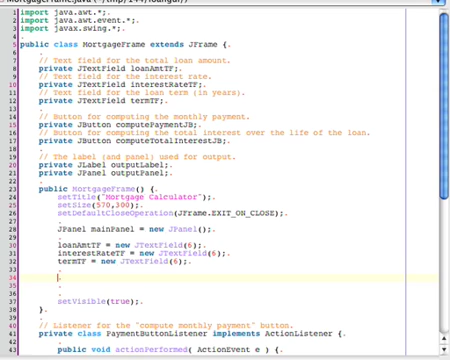 import java.awt.*;
import java.awt.event.*;
import javax.swing.*;
public class MortgageFrame extends JFrame {
// Text field for the total loan amount.
private JTextField loanAmtTF;
// Text field for the interest rate.
private JTextField interestRateTF;
// Text field for the loan term (in years).
private JTextField termTF;
// Button for computing the monthly payment.
private JButton computePaymentJB;
// Button for computing the total interest over the life of the loan.
private JButton computeTotalInterestJB;
// The label (and panel) used for output.
private JLabel outputLabel;
private JPanel outputPanel;
public MortgageFrame() {
setTitle("Mortgage Calculator");
setSize(570,300);
setDefaultCloseOperation(JFrame.EXIT_ON_CLOSE);
JPanel mainPanel = new JPanel();
loanAmtTF = new JTextField(6);
interestRateTF = new JTextField(6);
termTF = new JTextField(6);
setVisible(true);
}
// Listener for the "compute monthly payment" button.
private class PaymentButtonListener implements ActionListener {
public void actionPerformed( ActionEvent e ) {